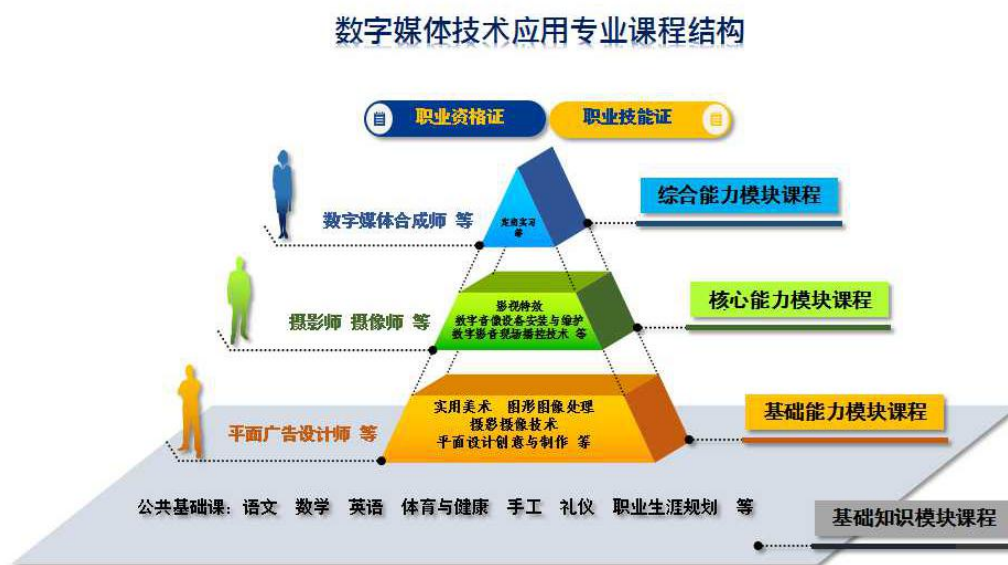 数字媒体技术应用专业课程结构
职业资格证 职业技能证
综合能力模块课程
数字媒体合成师 等
顶岗实习
等
核心能力模块课程
摄影师 摄像师 等
影视特效
数字音像设备安装与维护
数字影音现场播控技术 等
基础能力模块课程
平面广告设计师 等
实用美术 图形图像处理
摄影摄像技术
平面设计创意与制作 等
公共基础课：语文 数学 英语 体育与健康 手工 礼仪 职业生涯规划 等
基础知识模块课程